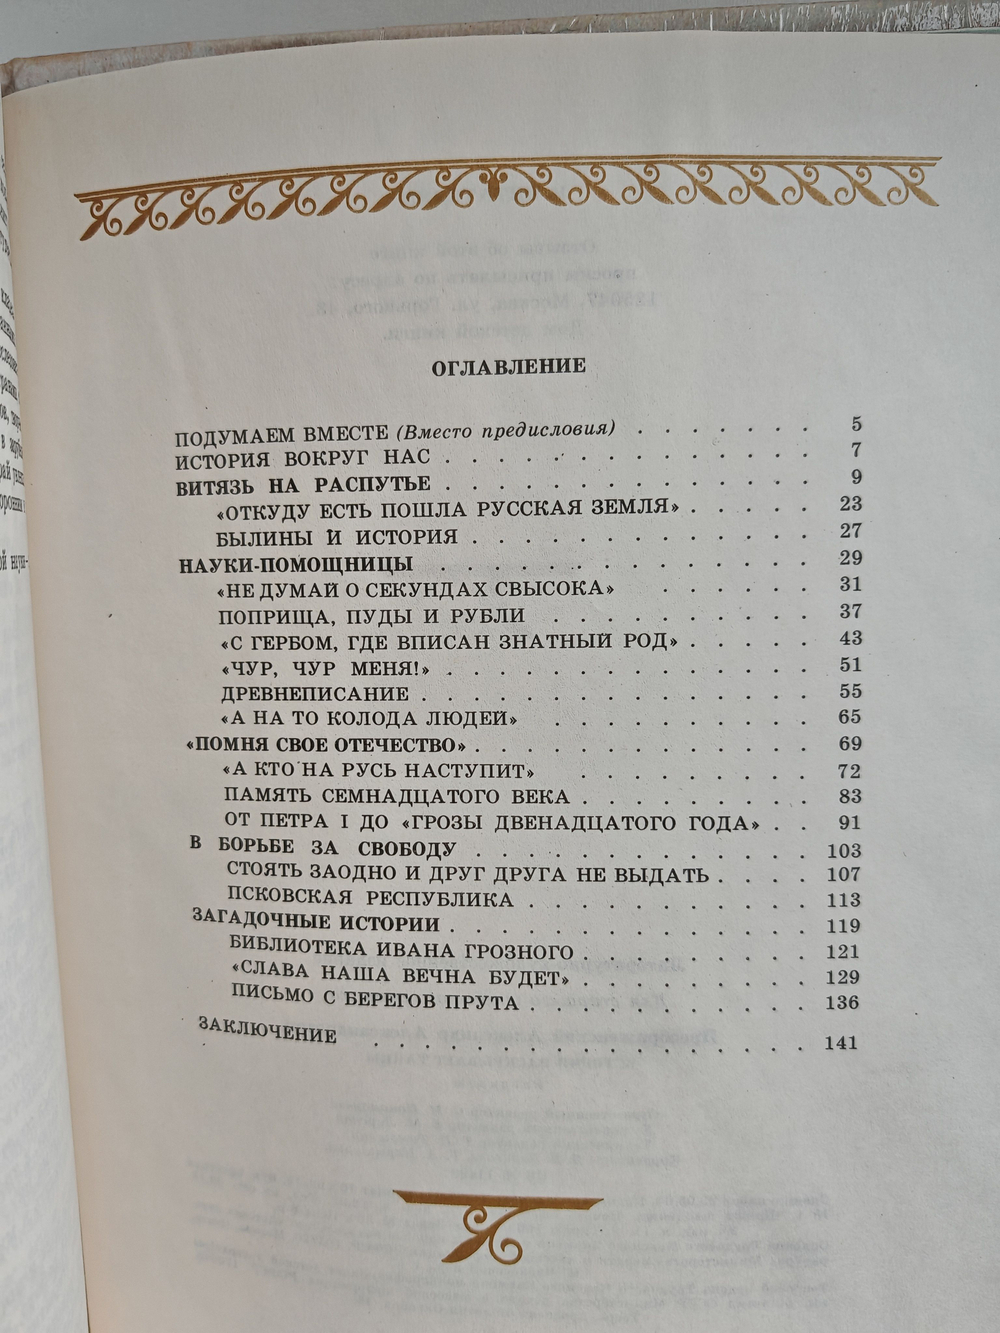 ОГЛАВЛЕНИЕ
ПОДУМАЕМ ВМЕСТЕ (Вместо предисловия) . . . . . . . 5
ИСТОРИЯ ВОКРУГ НАС . . . . . . . . . . . . . . 7
ВИТЯЗЬ НА РАСПУТЬЕ . . . . . . . . . . . . . . 9
«ОТКУДУ ЕСТЬ ПОШЛА РУССКАЯ ЗЕМЛЯ» . . . . . 23
БЫЛИНЫ И ИСТОРИЯ . . . . . . . . . . . . . 27
НАУКИ-ПОМОЩНИЦЫ . . . . . . . . . . . . . . 29
«НЕ ДУМАЙ О СЕКУНДАХ СВЫСОКА» . . . . . . 31
ПОПРИЩА, ПУДЫ И РУБЛИ . . . . . . . . . . 37
«С ГЕРБОМ, ГДЕ ВПИСАН ЗНАТНЫЙ РОД» . . . . . 43
«ЧУР, ЧУР МЕНЯ!» . . . . . . . . . . . . . . 51
ДРЕВНЕПИСАНИЕ . . . . . . . . . . . . . . . 55
«А НА ТО КОЛОДА ЛЮДЕЙ» . . . . . . . . . . 65
«ПОМНЯ СВОЕ ОТЕЧЕСТВО» . . . . . . . . . . . . . 69
«А КТО НА РУСЬ НАСТУПИТ» . . . . . . . . . 72
ПАМЯТЬ СЕМНАДЦАТОГО ВЕКА . . . . . . . . . 83
ОТ ПЕТРА I ДО «ГРОЗЫ ДВЕНАДЦАТОГО ГОДА» . . 91
В БОРЬБЕ ЗА СВОБОДУ . . . . . . . . . . . . . 103
СТОЯТЬ ЗАОДНО И ДРУГ ДРУГА НЕ ВЫДАТЬ . . . . 107
ПСКОВСКАЯ РЕСПУБЛИКА . . . . . . . . . . . 113
ЗАГАДОЧНЫЕ ИСТОРИИ . . . . . . . . . . . . . . 119
БИБЛИОТЕКА ИВАНА ГРОЗНОГО . . . . . . . . . 121
«СЛАВА НАША ВЕЧНА БУДЕТ» . . . . . . . . . 129
ПИСЬМО С БЕРЕГОВ ПРУТА . . . . . . . . . . . 136
ЗАКЛЮЧЕНИЕ . . . . . . . . . . . . . . . . . 141